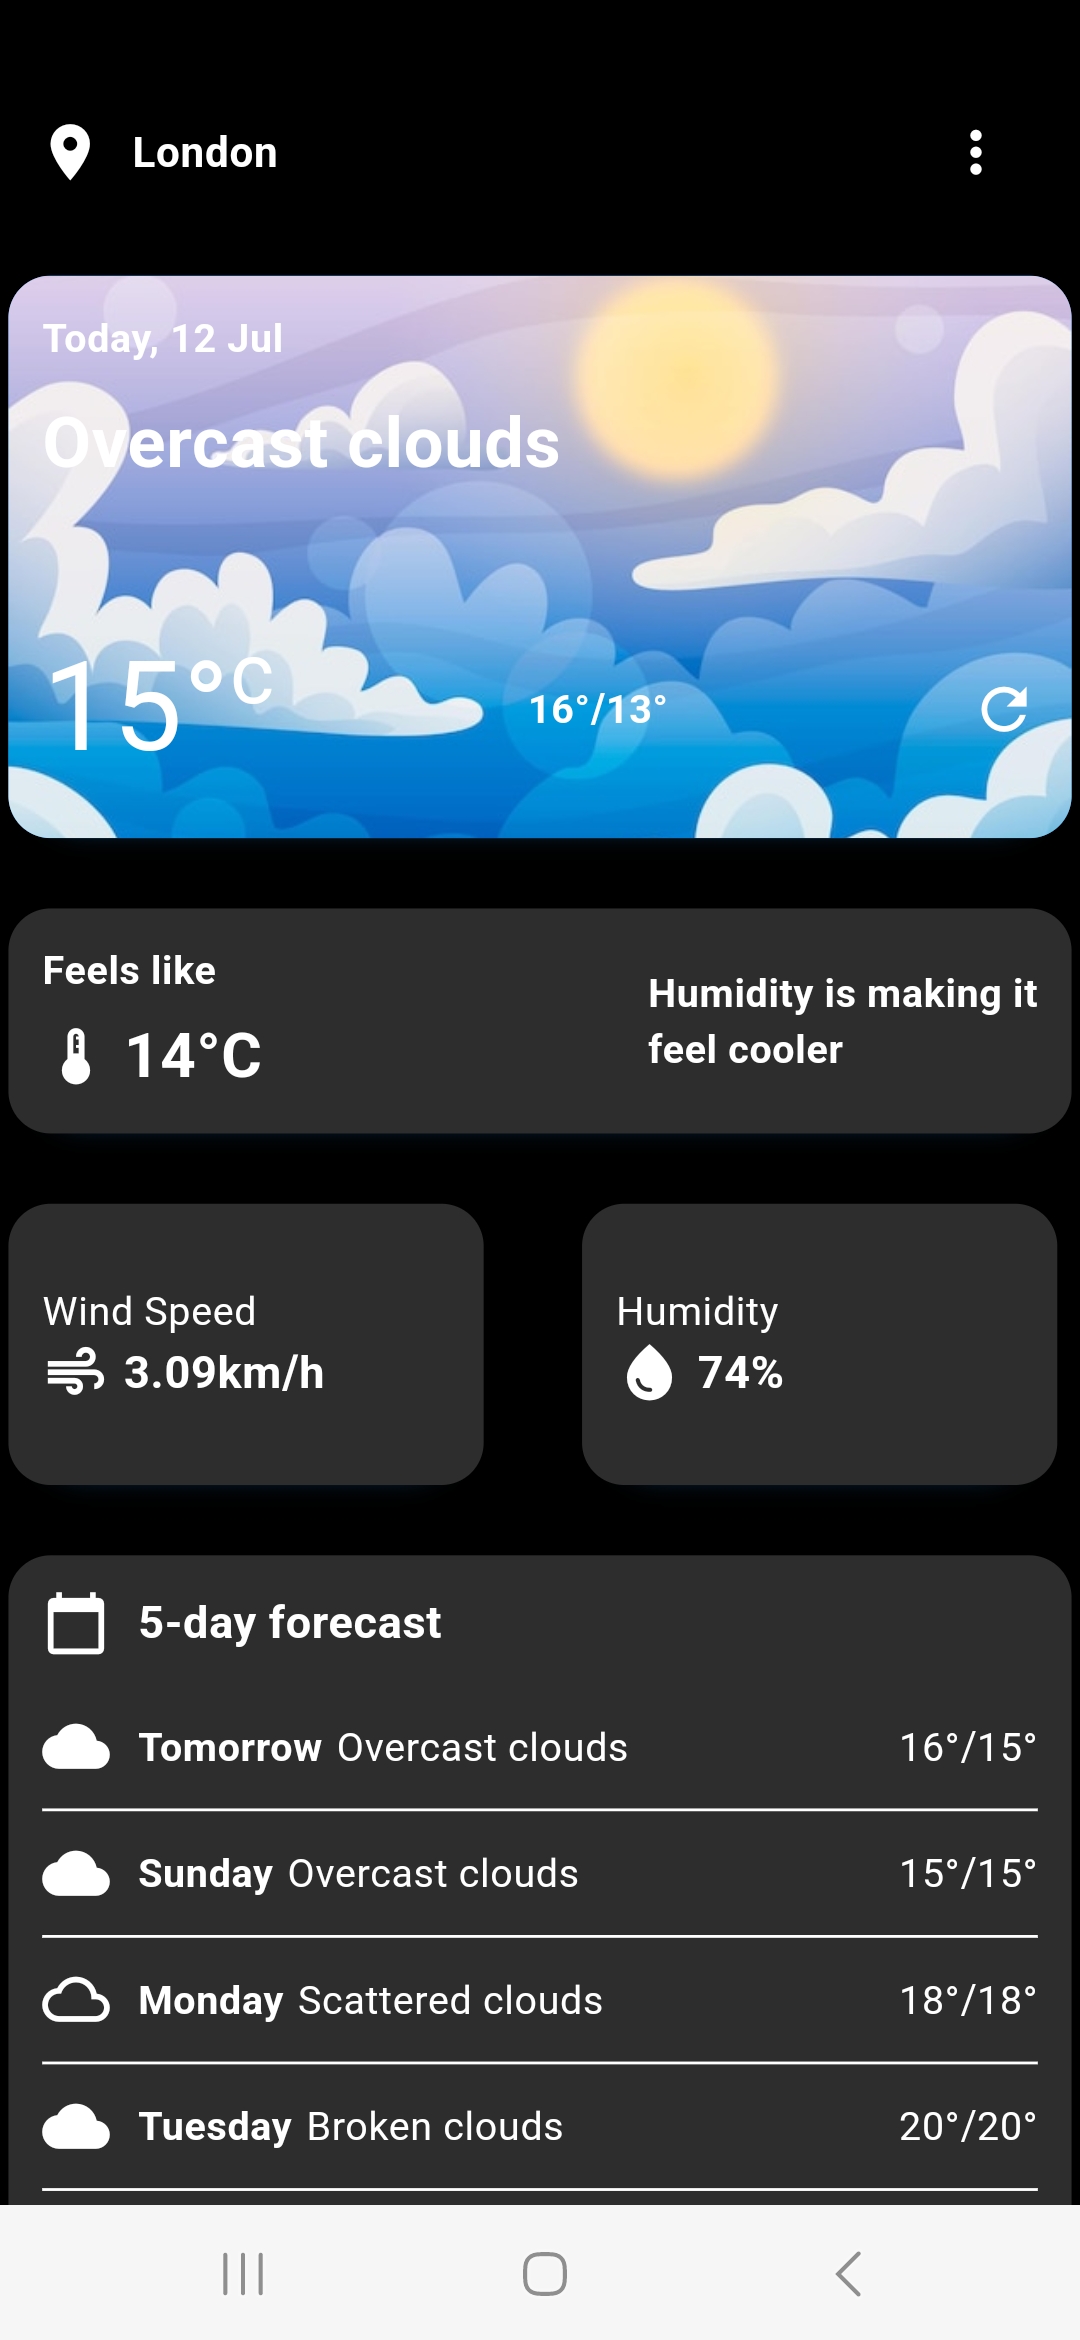 London
Today, 12 Jul
Overcast clouds
15°C
16°/13°
Feels like
14°C
Humidity is making it
feel cooler
Wind Speed
3.09km/h
Humidity
74%
5-day forecast
Tomorrow Overcast clouds 16°/15°
Sunday Overcast clouds 15°/15°
Monday Scattered clouds 18°/18°
Tuesday Broken clouds 20°/20°